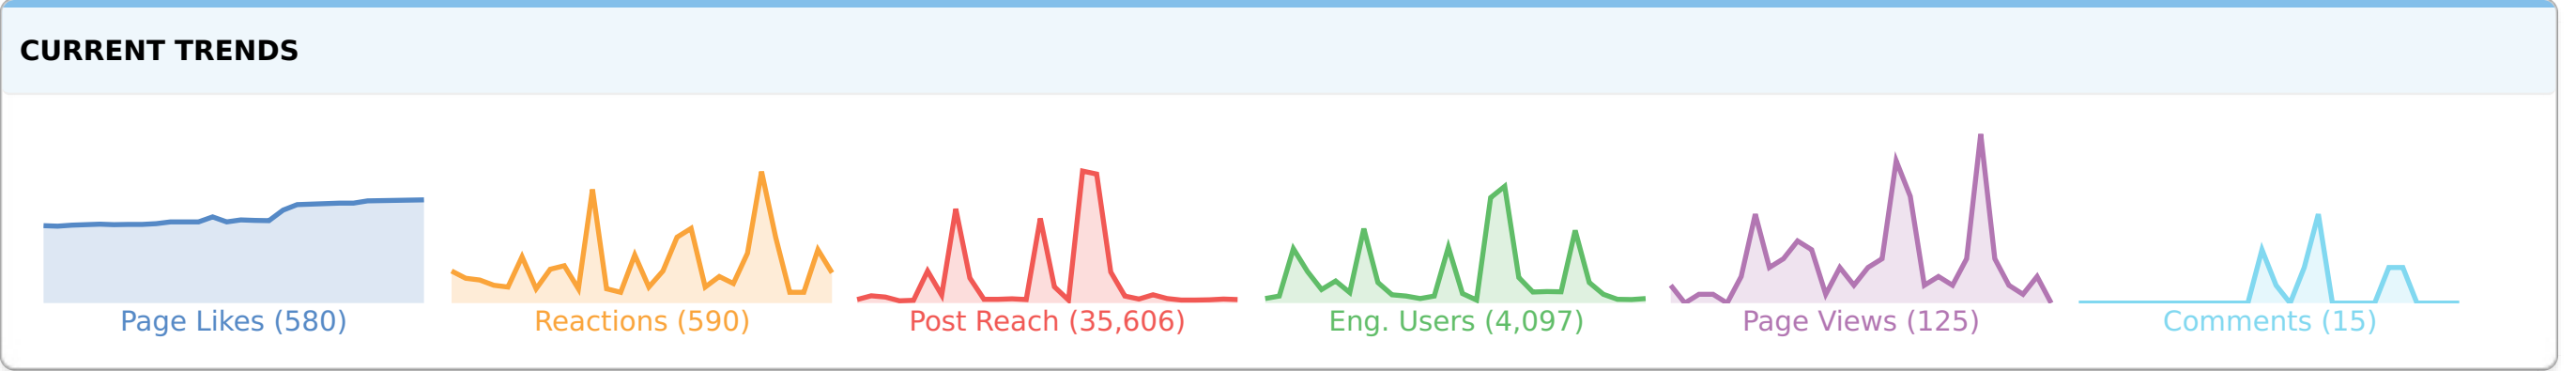 CURRENT TRENDS
Page Likes (580)
Reactions (590)
Post Reach (35,606)
Eng. Users (4,097)
Page Views (125)
Comments (15)